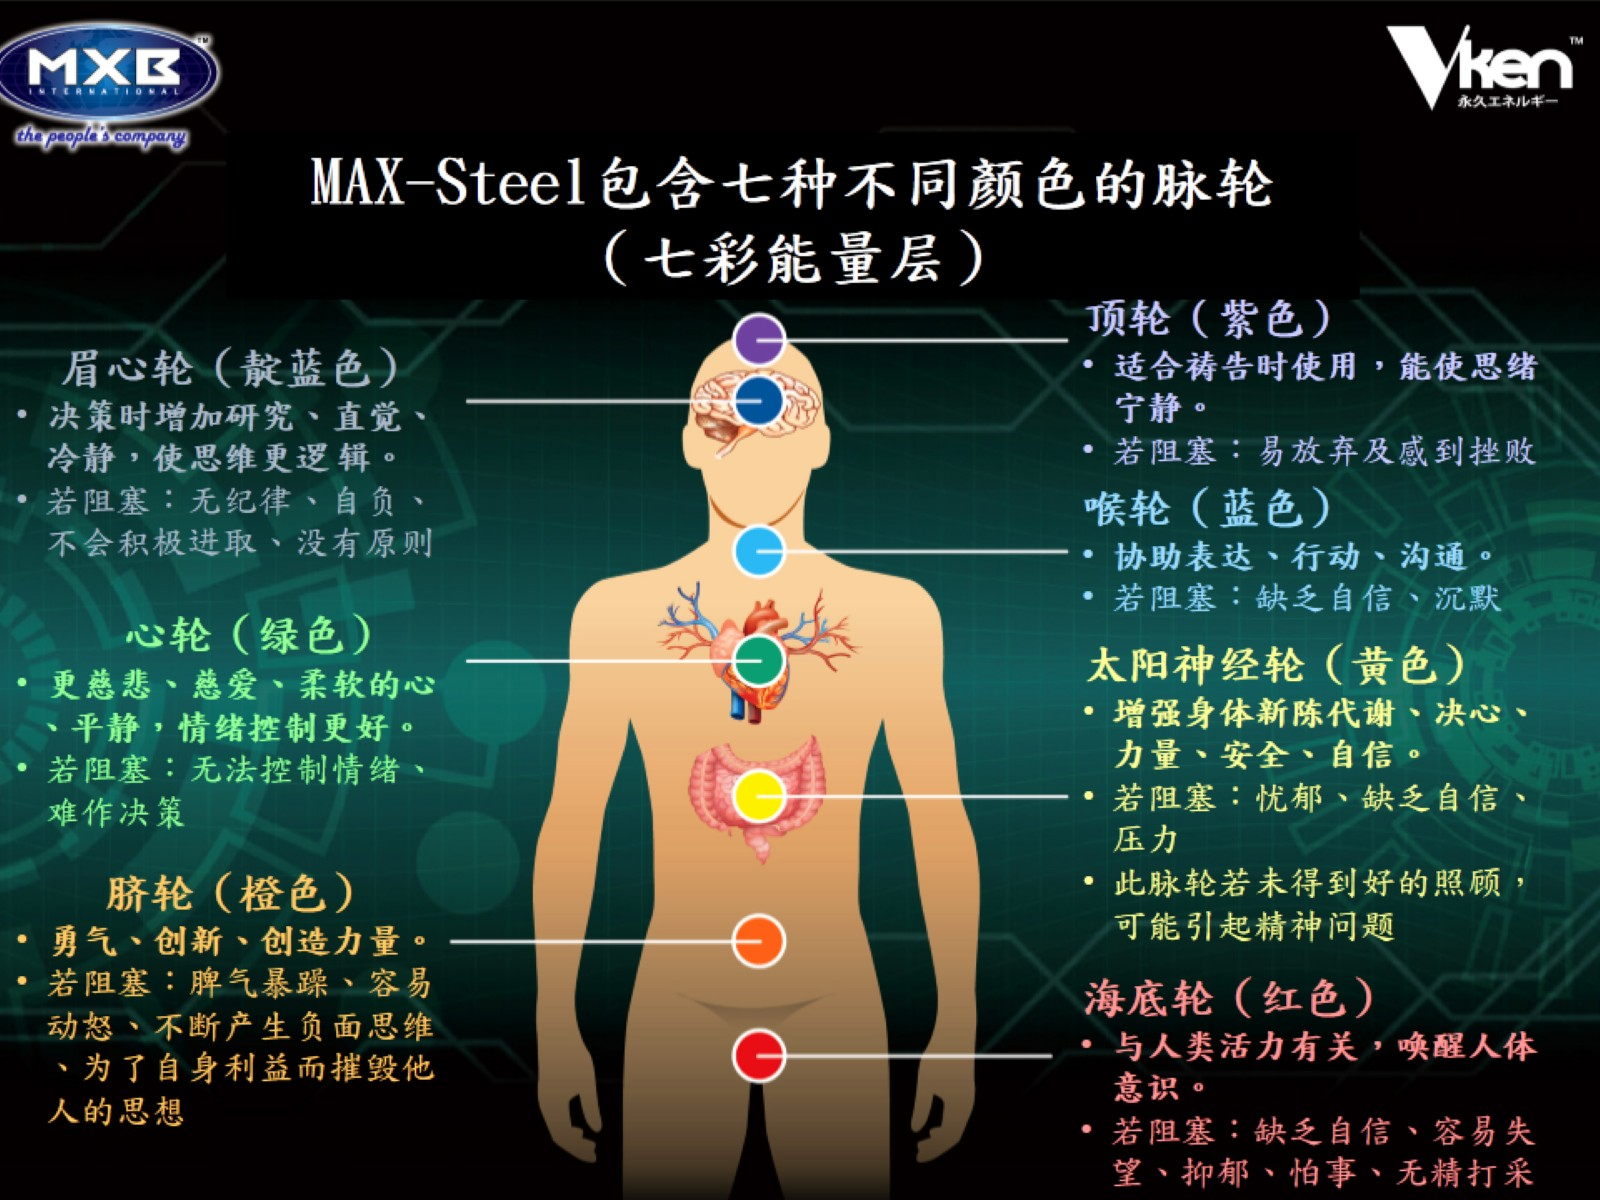 MXB
INTERNATIONAL
the people's company
Vken™
永久エネルギー
MAX-Steel包含七种不同颜色的脉轮
（七彩能量层）
眉心轮（靛蓝色）
• 决策时增加研究、直觉、
冷静，使思维更逻辑。
• 若阻塞：无纪律、自负、
不会积极进取、没有原则
心轮（绿色）
• 更慈悲、慈爱、柔软的心
、平静，情绪控制更好。
• 若阻塞：无法控制情绪、
难作决策
脐轮（橙色）
• 勇气、创新、创造力量。
• 若阻塞：脾气暴躁、容易
动怒、不断产生负面思维
、为了自身利益而摧毁他
人的思想
顶轮（紫色）
• 适合祷告时使用，能使思绪
宁静。
• 若阻塞：易放弃及感到挫败
喉轮（蓝色）
• 协助表达、行动、沟通。
• 若阻塞：缺乏自信、沉默
太阳神经轮（黄色）
• 增强身体新陈代谢、决心、
力量、安全、自信。
• 若阻塞：忧郁、缺乏自信、
压力
• 此脉轮若未得到好的照顾，
可能引起精神问题
海底轮（红色）
• 与人类活力有关，唤醒人体
意识。
• 若阻塞：缺乏自信、容易失
望、抑郁、怕事、无精打采